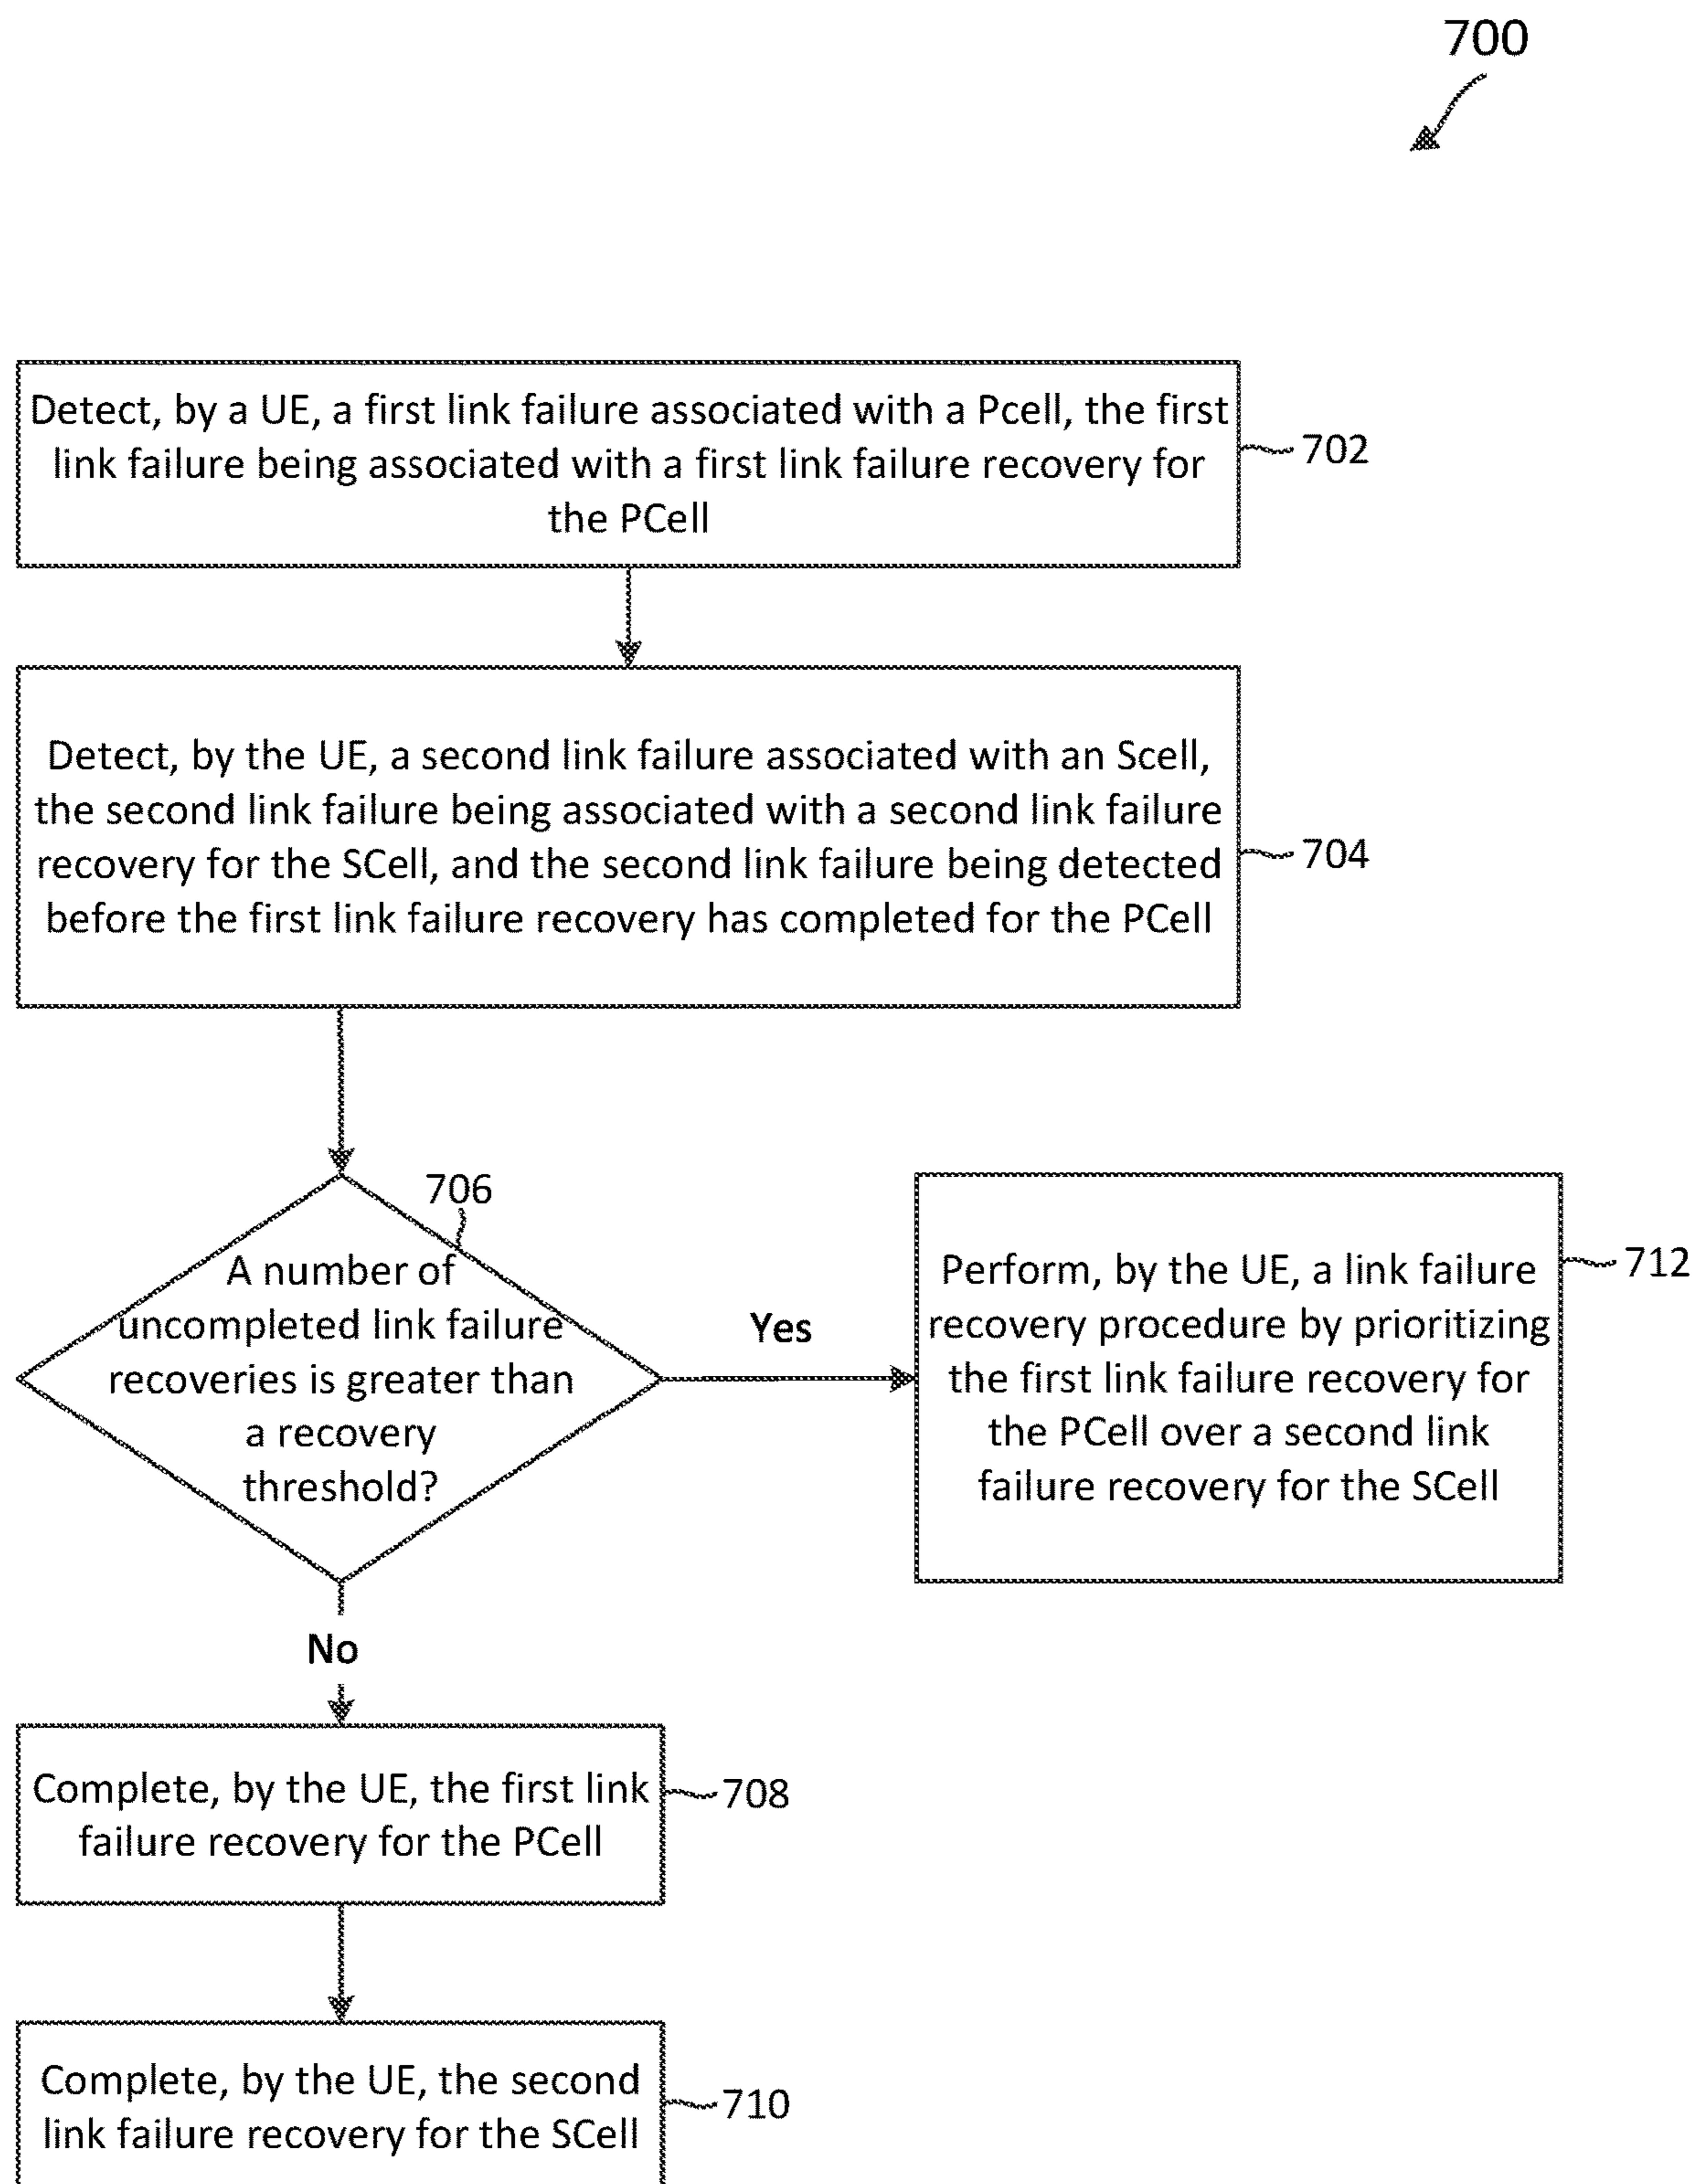 700
Detect, by a UE, a first link failure associated with a Pcell, the first
link failure being associated with a first link failure recovery for
the PCell
702
Detect, by the UE, a second link failure associated with an Scell,
the second link failure being associated with a second link failure
recovery for the SCell, and the second link failure being detected
before the first link failure recovery has completed for the PCell
704
706
A number of
uncompleted link failure
recoveries is greater than
a recovery
threshold?
Yes
Perform, by the UE, a link failure
recovery procedure by prioritizing
the first link failure recovery for
the PCell over a second link
failure recovery for the SCell
712
No
Complete, by the UE, the first link
failure recovery for the PCell
708
Complete, by the UE, the second
link failure recovery for the SCell
710